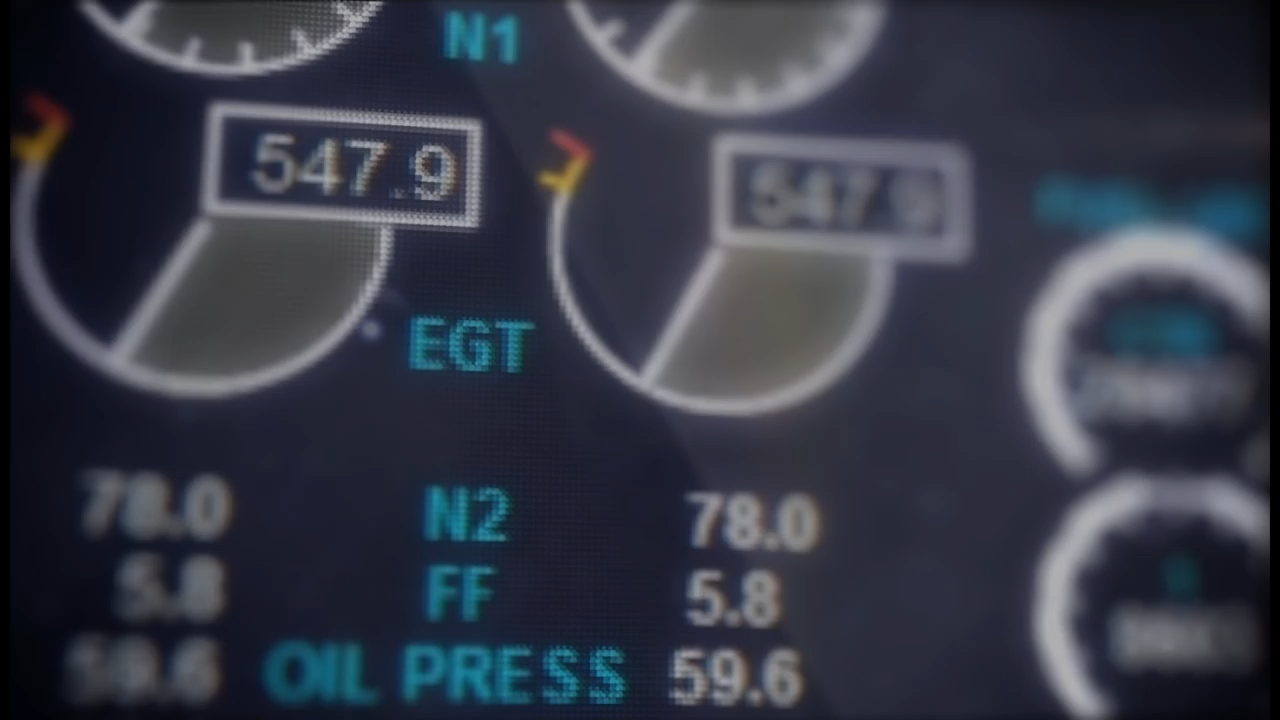 N1
547.9 547.9
EGT
78.0 N2 78.0
5.8 FF 5.8
59.6 OIL PRESS 59.6